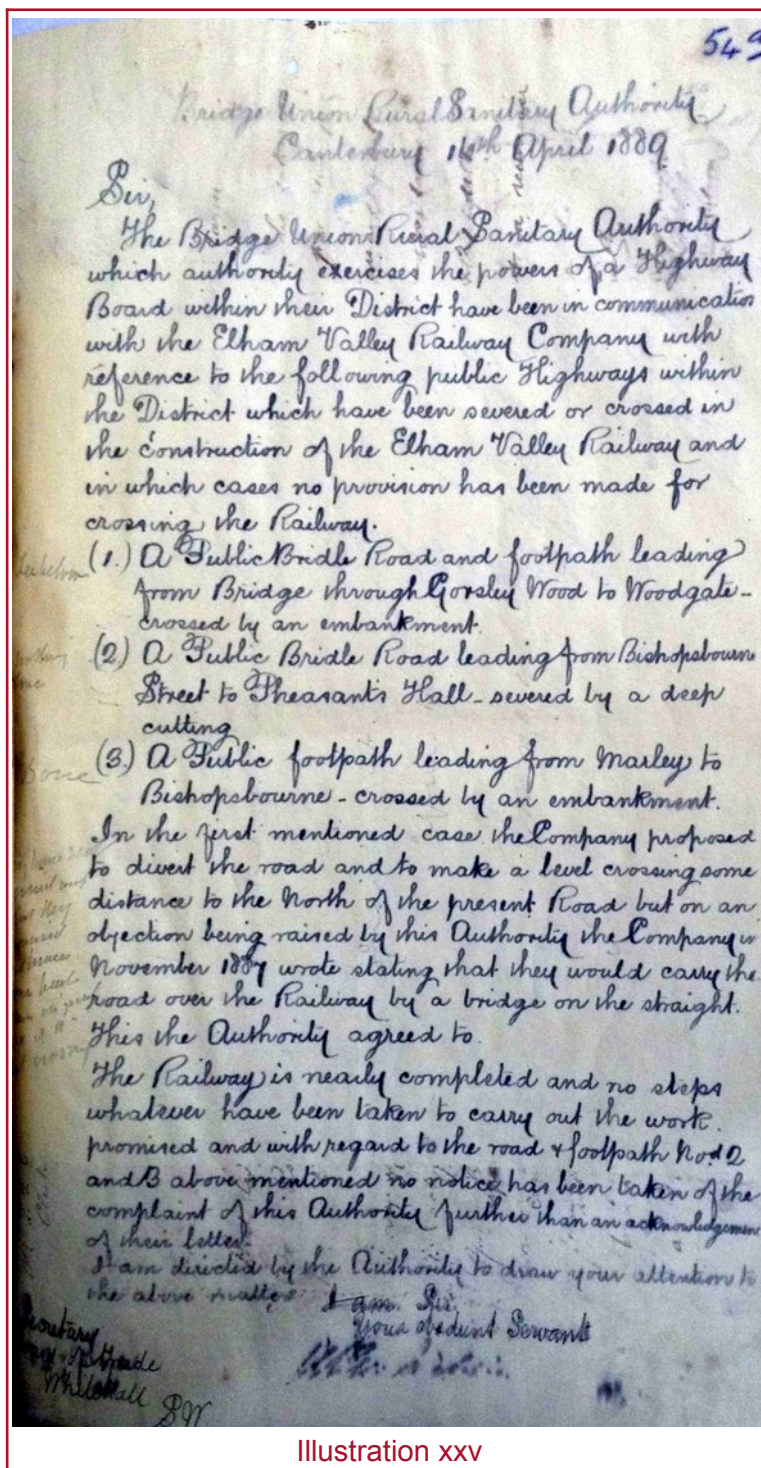 549
Bridge Union Rural Sanitary Authority
Canterbury 16th April 1889
Sir,
The Bridge Union Rural Sanitary Authority
which authority exercises the powers of a Highway
Board within their District have been in communication
with the Elham Valley Railway Company with
reference to the following public Highways within
the District which have been severed or crossed in
the construction of the Elham Valley Railway and
in which cases no provision has been made for
crossing the Railway.
(1.) A Public Bridle Road and footpath leading
from Bridge through Gorsley Wood to Woodgate -
crossed by an embankment.
(2) A Public Bridle Road leading from Bishopsbourne
Street to Pheasants Hall - severed by a deep
cutting
(3.) A Public footpath leading from Marley to
Bishopsbourne - crossed by an embankment.
In the first mentioned case the Company proposed
to divert the road and to make a level crossing some
distance to the North of the present Road but on an
objection being raised by this Authority the Company in
November 1887 wrote stating that they would carry the
road over the Railway by a bridge on the straight.
This the Authority agreed to.
The Railway is nearly completed and no steps
whatever have been taken to carry out the work
promised and with regard to the road & footpath Nos 2
and 3 above mentioned no notice has been taken of the
complaint of this Authority further than an acknowledgement
of their letter.
I am directed by the Authority to draw your attention to
the above matter I am Sir
Your obedient Servant
Secretary
Trade
Whitehall
SW
Illustration xxv